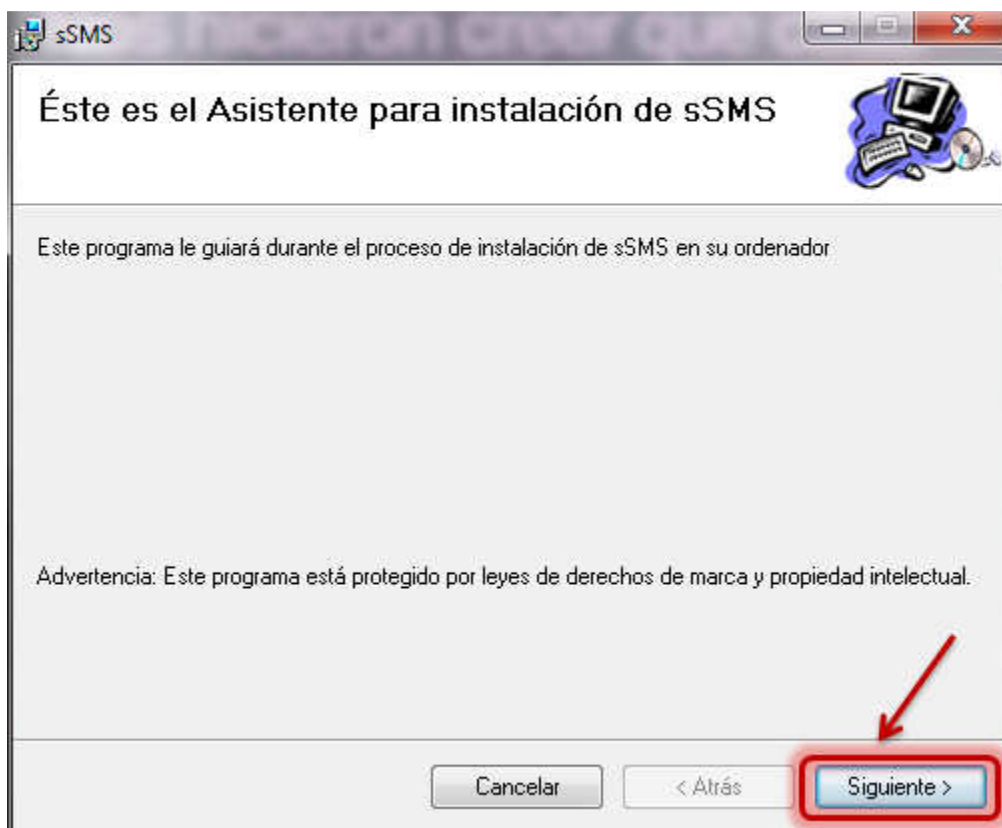 sSMS
Éste es el Asistente para instalación de sSMS
Este programa le guiará durante el proceso de instalación de sSMS en su ordenador
Advertencia: Este programa está protegido por leyes de derechos de marca y propiedad intelectual.
Cancelar
< Atrás
Siguiente >